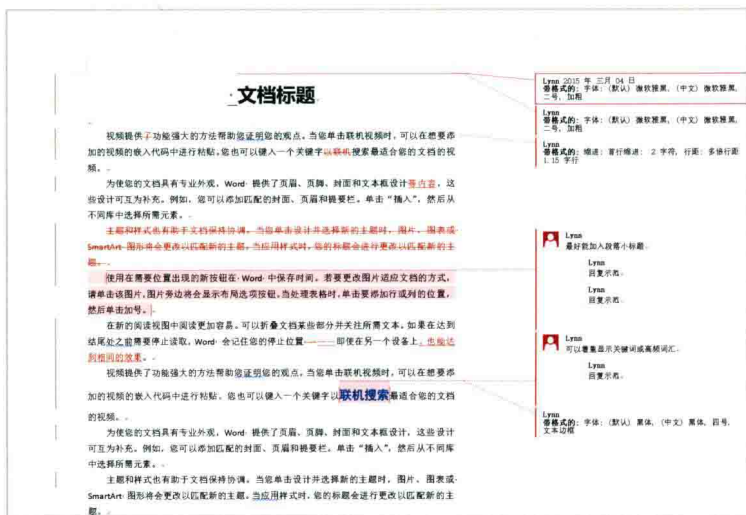 文档标题
视频提供了功能强大的方法帮助您证明您的观点。当您单击联机视频时，可以在想要添
加的视频的嵌入代码中进行粘贴。您也可以键入一个关键字以联机搜索最适合您的文档的视
频。
为使您的文档具有专业外观，Word 提供了页眉、页脚、封面和文本框设计等内容，这
些设计可互为补充。例如，您可以添加匹配的封面、页眉和提要栏。单击“插入”，然后从
不同库中选择所需元素。
主题和样式也有助于文档保持协调。当您单击设计并选择新的主题时，图片、图表或
SmartArt 图形将会更改以匹配新的主题。当应用样式时，您的标题会进行更改以匹配新的主
题。
使用在需要位置出现的新按钮在 Word 中保存时间。若要更改图片适应文档的方式，
请单击该图片，图片旁边将会显示布局选项按钮。当处理表格时，单击要添加行或列的位置，
然后单击加号。
在新的阅读视图中阅读更加容易。可以折叠文档某些部分并关注所需文本。如果在达到
结尾处之前需要停止读取，Word 会记住您的停止位置 —— 即使在另一个设备上，也能达
到相同的效果。
视频提供了功能强大的方法帮助您证明您的观点。当您单击联机视频时，可以在想要添
加的视频的嵌入代码中进行粘贴。您也可以键入一个关键字以联机搜索最适合您的文档
的视频。
为使您的文档具有专业外观，Word 提供了页眉、页脚、封面和文本框设计，这些设计
可互为补充。例如，您可以添加匹配的封面、页眉和提要栏。单击“插入”，然后从不同库
中选择所需元素。
主题和样式也有助于文档保持协调。当您单击设计并选择新的主题时，图片、图表或
SmartArt 图形将会更改以匹配新的主题。当应用样式时，您的标题会进行更改以匹配新的主
题。
Lynn 2015 年 三月 04 日
带格式的：字体：（默认）微软雅黑，（中文）微软雅黑，
二号，加粗
Lynn
带格式的：字体：（默认）微软雅黑，（中文）微软雅黑，
二号，加粗
Lynn
带格式的：缩进：首行缩进： 2 字符，行距：多倍行距
1.15 字行
Lynn
最好能加入段落小标题。
Lynn
回复示范。
Lynn
回复示范。
Lynn
可以着重显示关键词或高频词汇。
Lynn
回复示范。
Lynn
带格式的：字体：（默认）黑体，（中文）黑体，四号，
文本边框